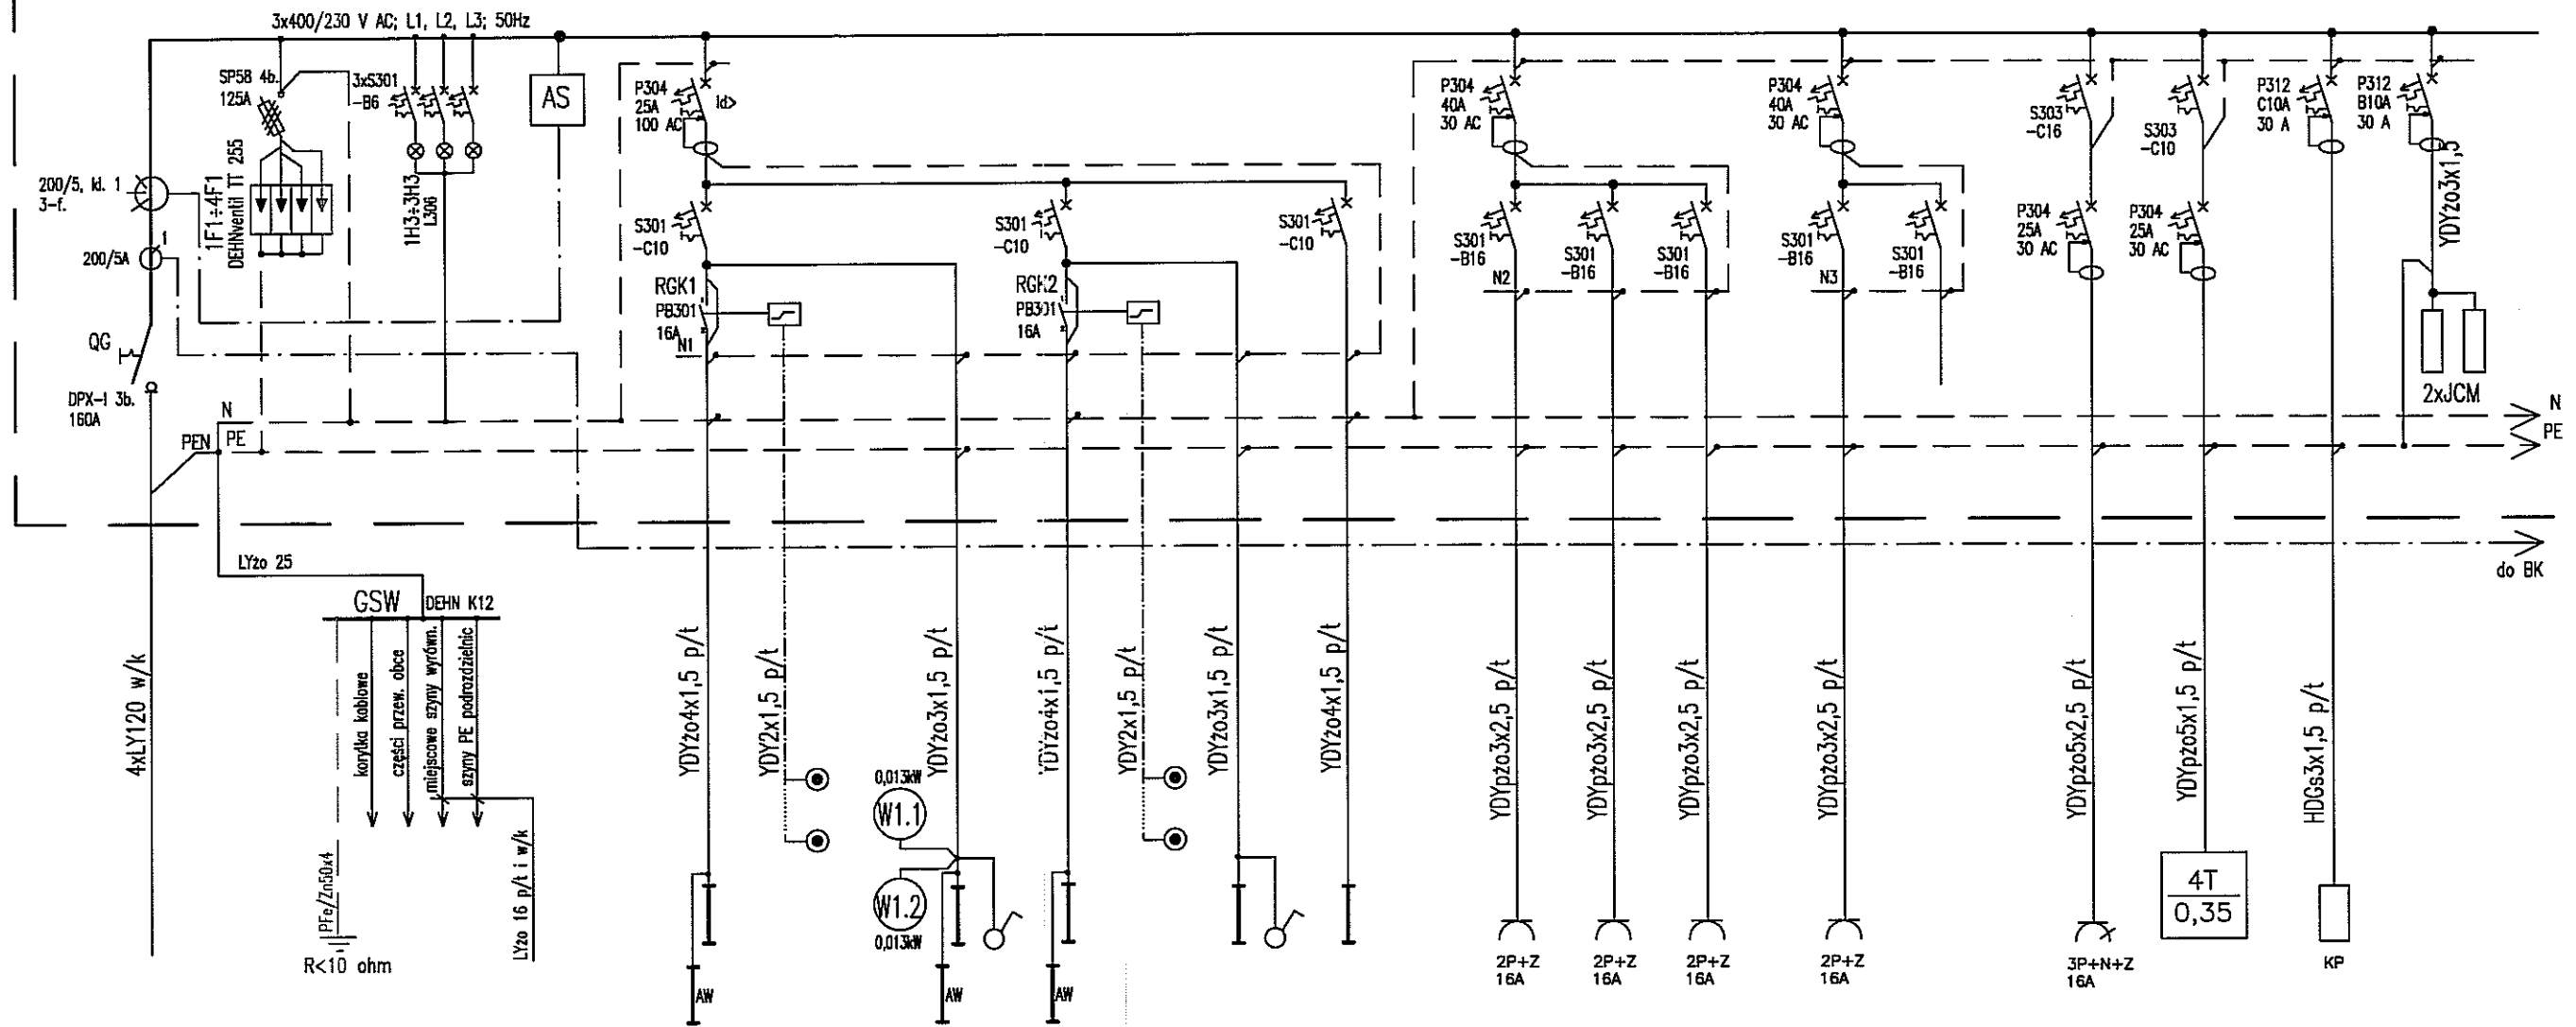 3x400/230 V AC; L1, L2, L3; 50Hz
SP58 4b.
125A
3xS301
-B6
AS
200/5, kl. 1
3-f.
1F1÷4F1
DEHNventil TT 255
1H3÷3H3
L306
1
200/5A
QG
DPX-I 3b.
160A
N
PEN
PE
LYżo 25
GSW
DEHN K12
4xLY120 w/k
korytka kablowe
części przew. obce
miejscowe szyny wyrówn.
szyny PE podrozdzielnic
PFe/Zn50x4
R<10 ohm
LYżo 16 p/t i w/k
P304
25A
100 AC
Id>
S301
-C10
RGK1
PB301
16A
N1
S301
-C10
RGK2
PB301
16A
S301
-C10
YDYżo4x1,5 p/t
YDY2x1,5 p/t
YDYżo3x1,5 p/t
YDYżo4x1,5 p/t
YDY2x1,5 p/t
YDYżo3x1,5 p/t
YDYżo4x1,5 p/t
0,013kW
W1.1
W1.2
0,013kW
AW
AW
AW
P304
40A
30 AC
S301
-B16
N2
S301
-B16
S301
-B16
P304
40A
30 AC
S301
-B16
N3
S301
-B16
S303
-C16
P304
25A
30 AC
S303
-C10
P304
25A
30 AC
P312
C10A
30 A
P312
B10A
30 A
YDYżo3x1,5
2xJCM
N
PE
do BK
YDYpżo3x2,5 p/t
YDYpżo3x2,5 p/t
YDYpżo3x2,5 p/t
YDYpżo3x2,5 p/t
YDYpżo5x2,5 p/t
YDYpżo5x1,5 p/t
HDGs3x1,5 p/t
2P+Z
16A
2P+Z
16A
2P+Z
16A
2P+Z
16A
3P+N+Z
16A
4T
0,35
KP